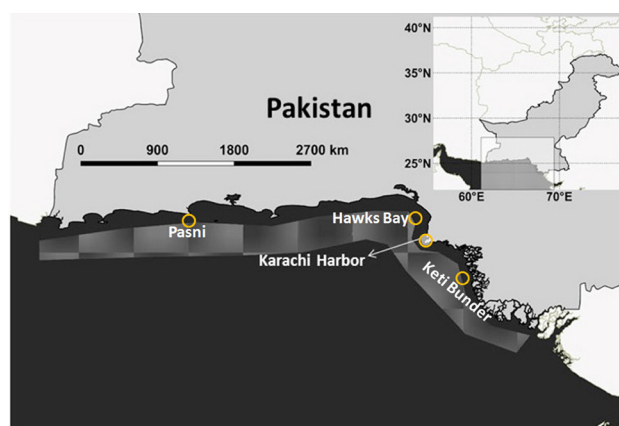 40°N
35°N
30°N
25°N
60°E
70°E
Pakistan
0 900 1800 2700 km
Hawks Bay
Pasni
Karachi Harbor
Keti Bunder